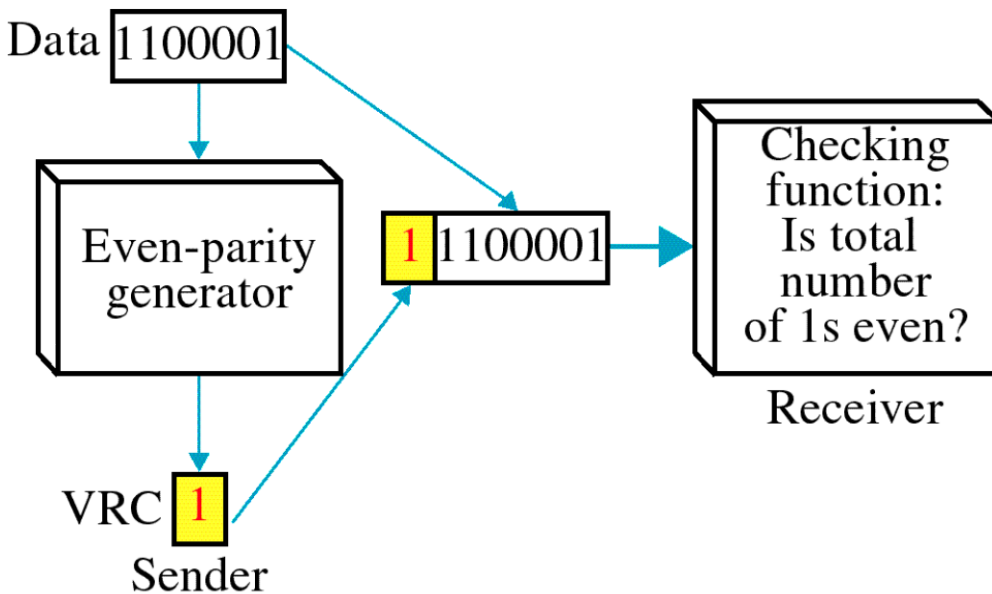 Data 1100001
Even-parity
generator
VRC 1
Sender
1 1100001
Checking
function:
Is total
number
of 1s even?
Receiver